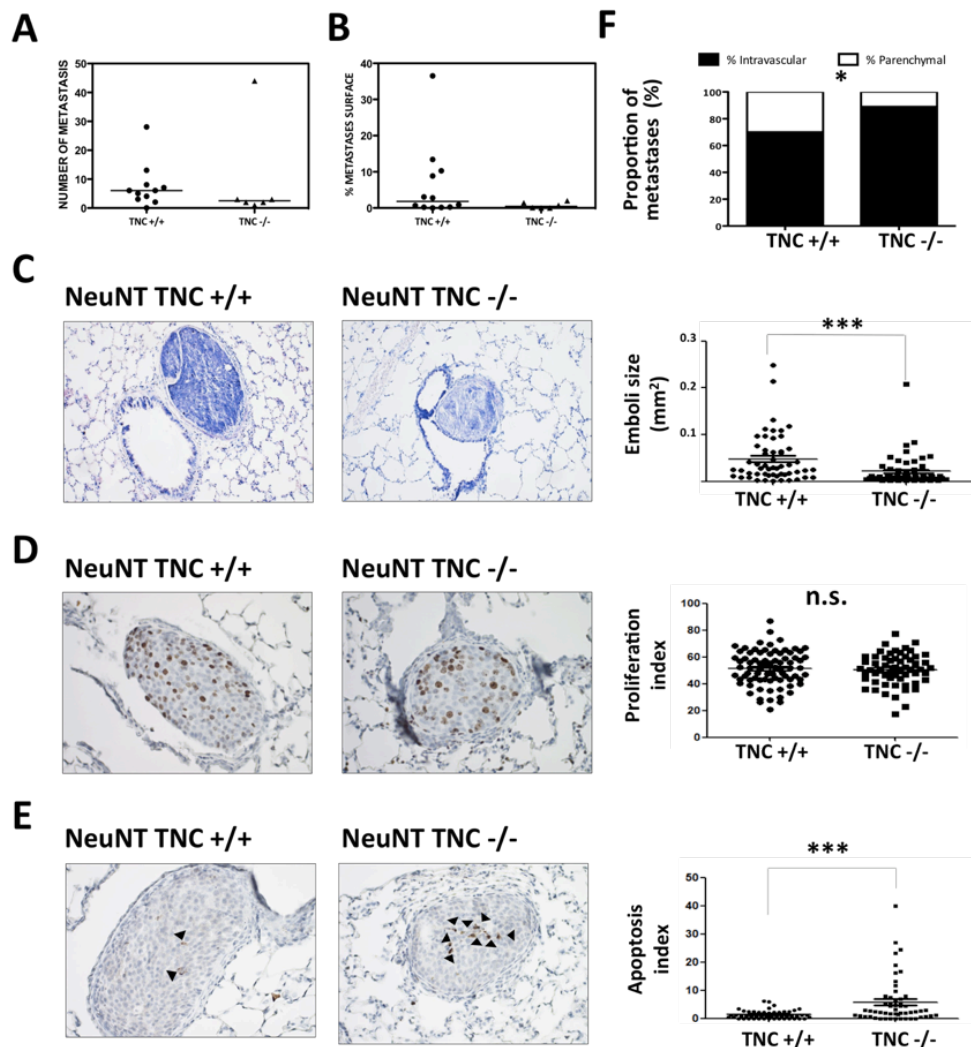 A
NUMBER OF METASTASIS
50
40
30
20
10
0
TNC +/+
TNC -/-
B
% METASTASES SURFACE
40
30
20
10
0
TNC +/+
TNC -/-
F
% Intravascular
% Parenchymal
*
Proportion of
metastases (%)
100
80
60
40
20
0
TNC +/+
TNC -/-
C
NeuNT TNC +/+
NeuNT TNC -/-
***
Emboli size
(mm²)
0.3
0.2
0.1
TNC +/+
TNC -/-
D
NeuNT TNC +/+
NeuNT TNC -/-
n.s.
Proliferation
index
100
80
60
40
20
0
TNC +/+
TNC -/-
E
NeuNT TNC +/+
NeuNT TNC -/-
***
Apoptosis
index
50
40
30
20
10
0
TNC +/+
TNC -/-